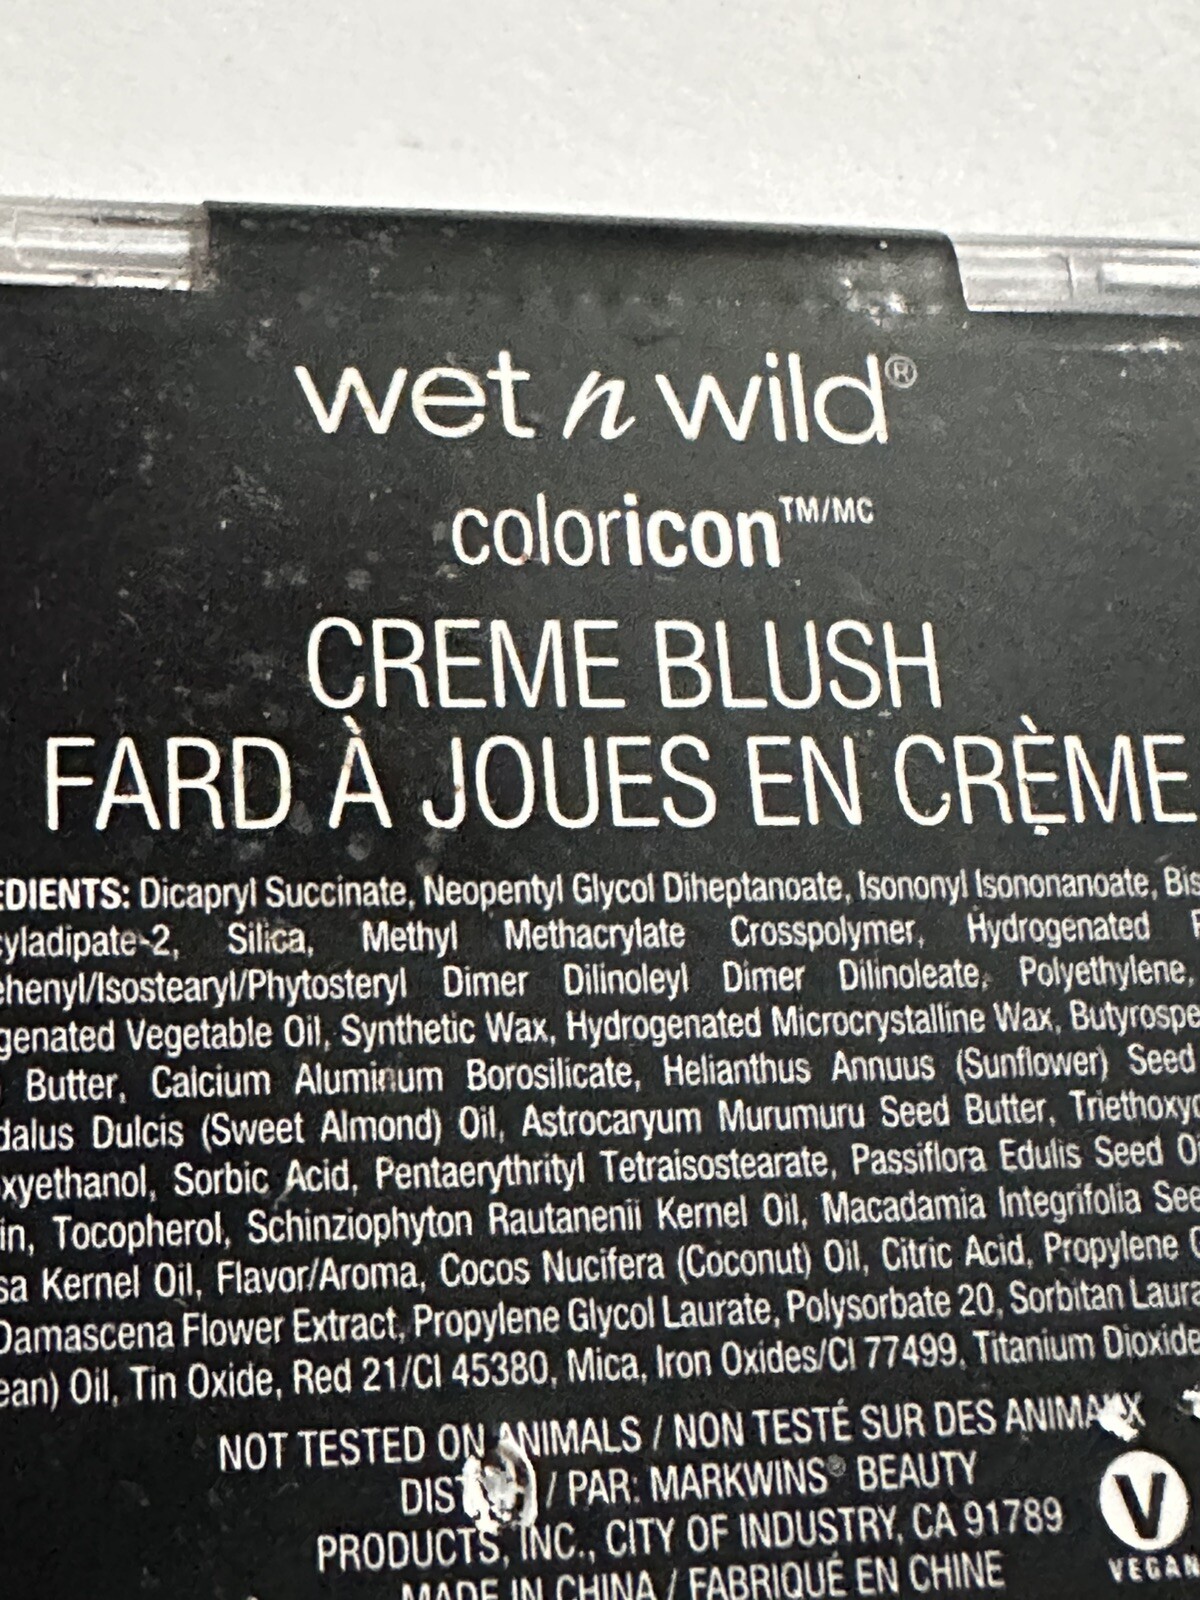 wet n wild®
coloricon™/MC
CREME BLUSH
FARD À JOUES EN CRÈME
EDIENTS: Dicapryl Succinate, Neopentyl Glycol Diheptanoate, Isononyl Isononanoate, Bis
cyladipate-2, Silica, Methyl Methacrylate Crosspolymer, Hydrogenated
ehenyl/Isostearyl/Phytosteryl Dimer Dilinoleyl Dimer Dilinoleate, Polyethylene,
genated Vegetable Oil, Synthetic Wax, Hydrogenated Microcrystalline Wax, Butyrospe
Butter, Calcium Aluminum Borosilicate, Helianthus Annuus (Sunflower) Seed
dalus Dulcis (Sweet Almond) Oil, Astrocaryum Murumuru Seed Butter, Triethoxyc
oxyethanol, Sorbic Acid, Pentaerythrityl Tetraisostearate, Passiflora Edulis Seed O
in, Tocopherol, Schinziophyton Rautanenii Kernel Oil, Macadamia Integrifolia See
sa Kernel Oil, Flavor/Aroma, Cocos Nucifera (Coconut) Oil, Citric Acid, Propylene
Damascena Flower Extract, Propylene Glycol Laurate, Polysorbate 20, Sorbitan Laura
ean) Oil, Tin Oxide, Red 21/CI 45380, Mica, Iron Oxides/CI 77499, Titanium Dioxide
NOT TESTED ON ANIMALS / NON TESTÉ SUR DES ANIMAUX
DIST / PAR: MARKWINS® BEAUTY
PRODUCTS, INC., CITY OF INDUSTRY, CA 91789
MADE IN CHINA / FABRIQUÉ EN CHINE
V
VEGAN